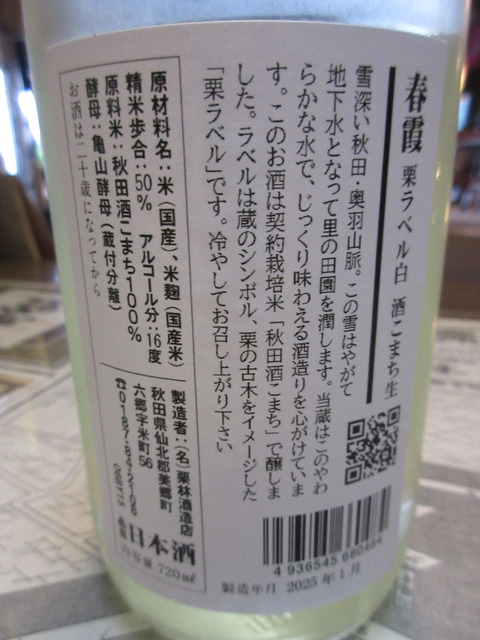 春霞 栗ラベル白 酒こまち生
雪深い秋田・奥羽山脈。この雪はやがて
地下水となって里の田園を潤します。当蔵はこのやわ
らかな水で、じっくり味わえる酒造りを心がけていま
す。このお酒は契約栽培米「秋田酒こまち」で醸しま
した。ラベルは蔵のシンボル、栗の古木をイメージした
「栗ラベル」です。冷やしてお召し上がり下さい
原材料名:米(国産)、米麹(国産米)
精米歩合:50% アルコール分:16度
原料米:秋田酒こまち100%
酵母:亀山酵母(蔵付分離)
お酒は二十歳になってから
製造者:(名)栗林酒造店
秋田県仙北郡美郷町
六郷字米町56
☎0187-84-2108
品目 日本酒
内容量 720㎖
4 936545 660484
製造年月 2025年1月